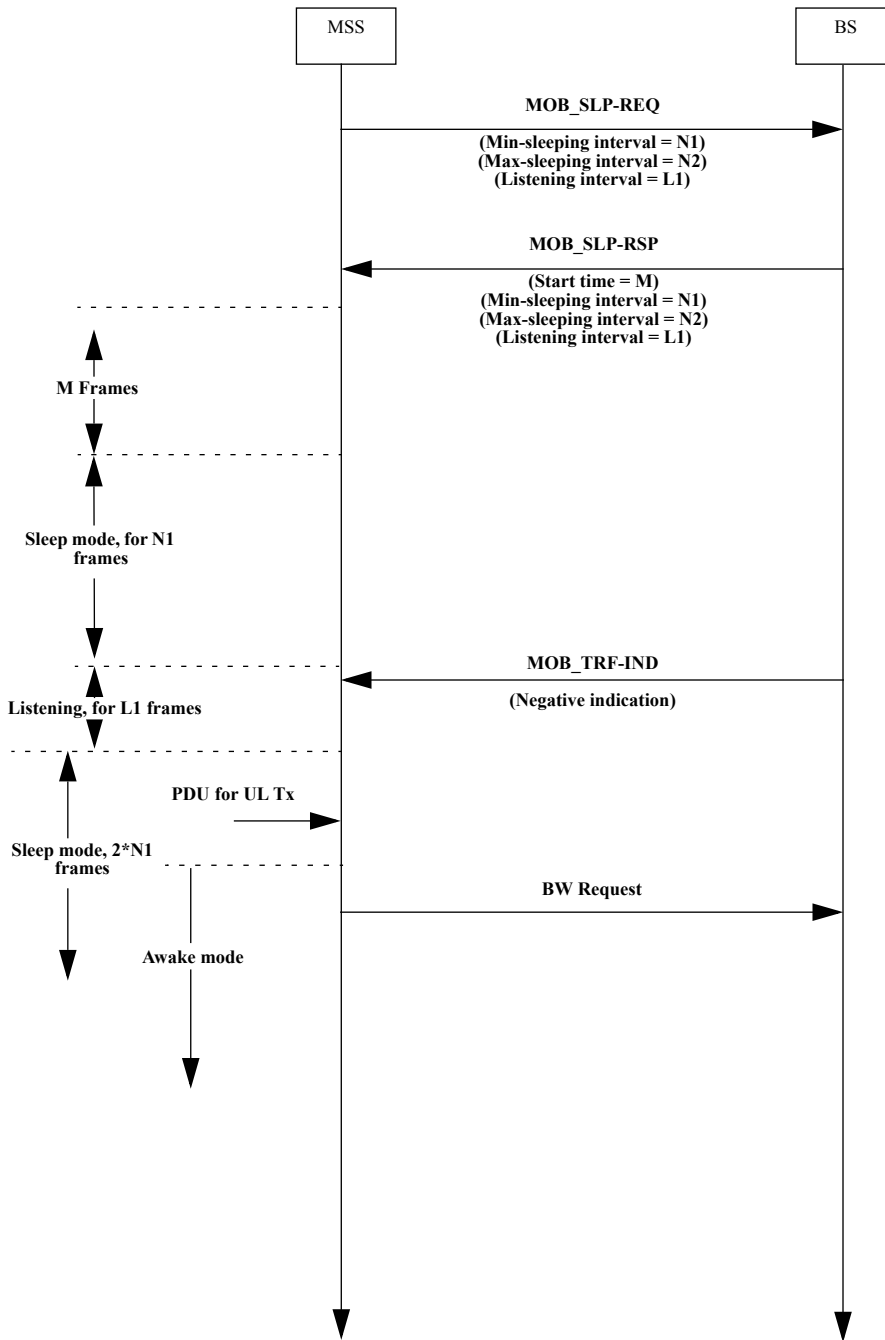 MSS
BS
MOB_SLP-REQ
(Min-sleeping interval = N1)
(Max-sleeping interval = N2)
(Listening interval = L1)
MOB_SLP-RSP
(Start time = M)
(Min-sleeping interval = N1)
(Max-sleeping interval = N2)
(Listening interval = L1)
M Frames
Sleep mode, for N1
frames
MOB_TRF-IND
(Negative indication)
Listening, for L1 frames
PDU for UL Tx
Sleep mode, 2*N1
frames
BW Request
Awake mode